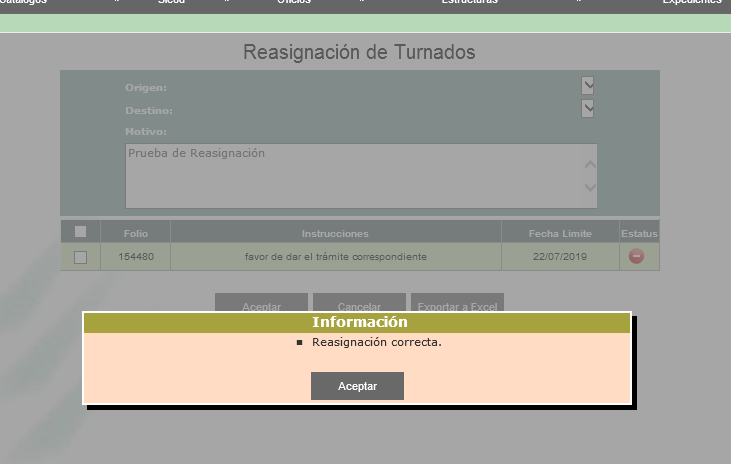 Catálogos Sicod Oficios Estructuras Expedientes
Reasignación de Turnados
Origen:
Destino:
Motivo:
Prueba de Reasignación
Folio Instrucciones Fecha Limite Estatus
154480 favor de dar el trámite correspondiente 22/07/2019
Aceptar Cancelar Exportar a Excel
Información
Reasignación correcta.
Aceptar